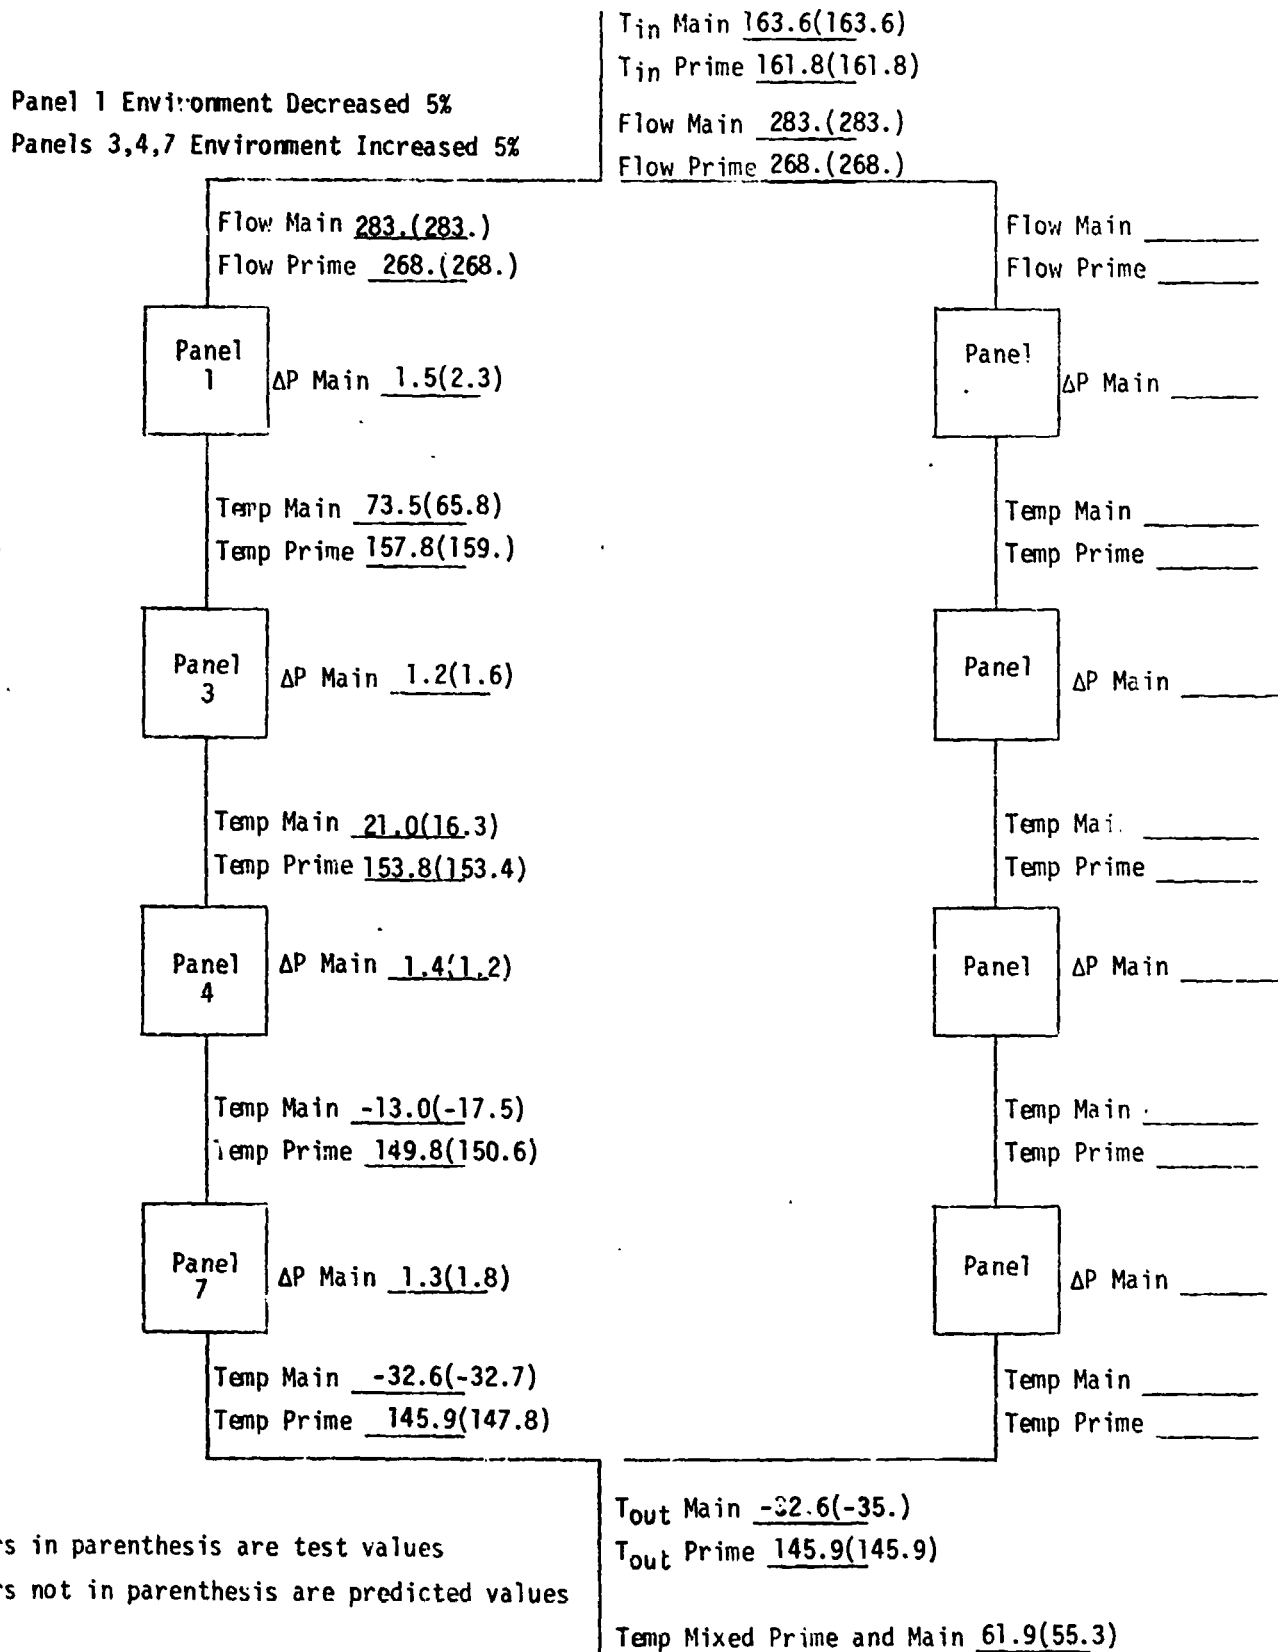 Tin Main 163.6(163.6)
Tin Prime 161.8(161.8)
Panel 1 Environment Decreased 5%
Panels 3,4,7 Environment Increased 5%
Flow Main 283.(283.)
Flow Prime 268.(268.)
Flow Main 283.(283.)
Flow Prime 268.(268.)
Flow Main
Flow Prime
Panel 1
ΔP Main 1.5(2.3)
Panel
ΔP Main
Temp Main 73.5(65.8)
Temp Prime 157.8(159.)
Temp Main
Temp Prime
Panel 3
ΔP Main 1.2(1.6)
Panel
ΔP Main
Temp Main 21.0(16.3)
Temp Prime 153.8(153.4)
Temp Mai
Temp Prime
Panel 4
ΔP Main 1.4(1.2)
Panel
ΔP Main
Temp Main -13.0(-17.5)
Temp Prime 149.8(150.6)
Temp Main
Temp Prime
Panel 7
ΔP Main 1.3(1.8)
Panel
ΔP Main
Temp Main -32.6(-32.7)
Temp Prime 145.9(147.8)
Temp Main
Temp Prime
Tout Main -32.6(-35.)
Tout Prime 145.9(145.9)
rs in parenthesis are test values
rs not in parenthesis are predicted values
Temp Mixed Prime and Main 61.9(55.3)